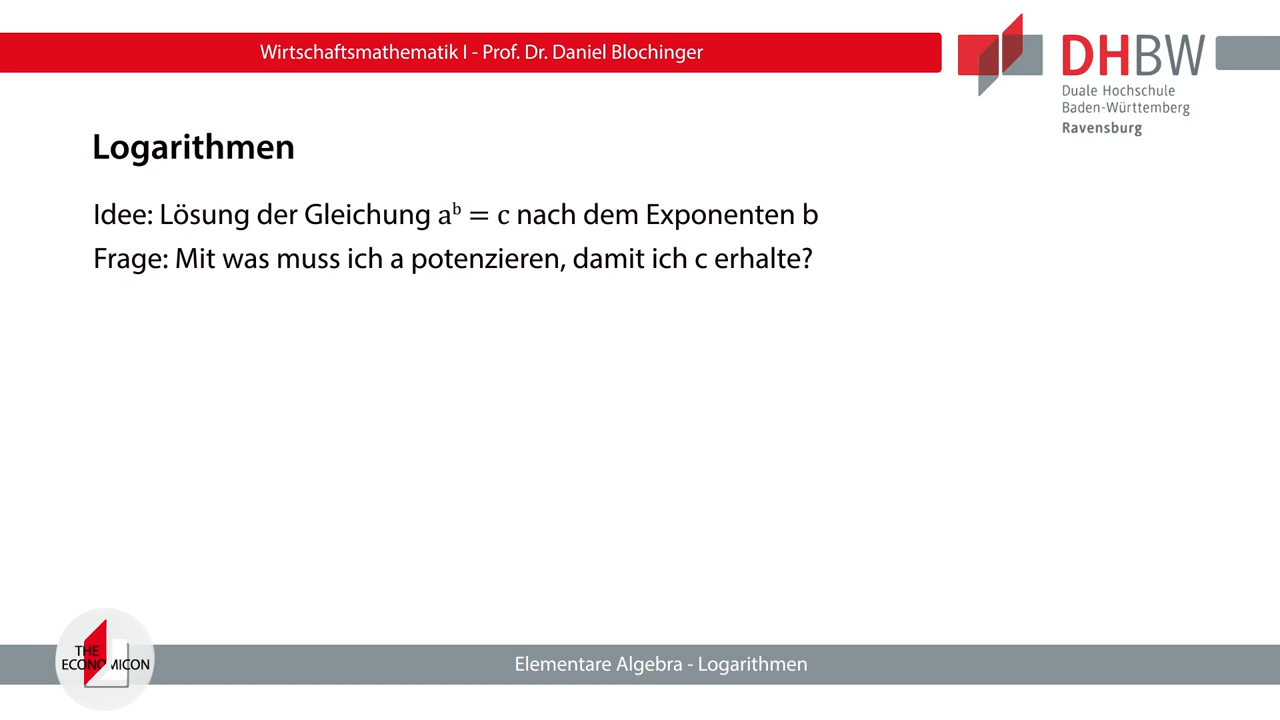 Wirtschaftsmathematik I - Prof. Dr. Daniel Blochinger
DHBW
Duale Hochschule
Baden-Württemberg
Ravensburg
Logarithmen
Idee: Lösung der Gleichung aᵇ = c nach dem Exponenten b
Frage: Mit was muss ich a potenzieren, damit ich c erhalte?
THE
ECONOMICON
Elementare Algebra - Logarithmen